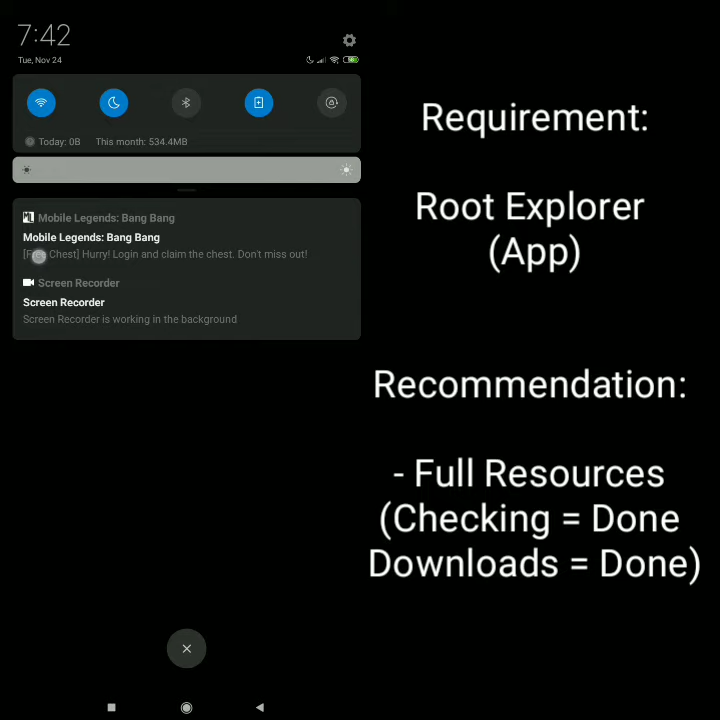 7:42
Tue, Nov 24
Today: 0B This month: 534.4MB
Mobile Legends: Bang Bang
Mobile Legends: Bang Bang
[Free Chest] Hurry! Login and claim the chest. Don't miss out!
Screen Recorder
Screen Recorder
Screen Recorder is working in the background
Requirement:
Root Explorer
(App)
Recommendation:
- Full Resources
(Checking = Done
Downloads = Done)